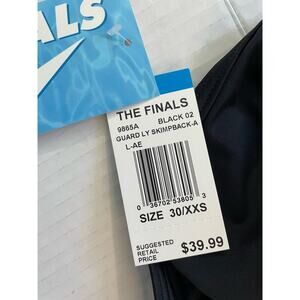 ALS
THE FINALS
9865A BLACK 02
GUARD LY SKIMPBACK-A
L-AE
0 36702 53805 3
SIZE 30/XXS
SUGGESTED
RETAIL
PRICE $39.99